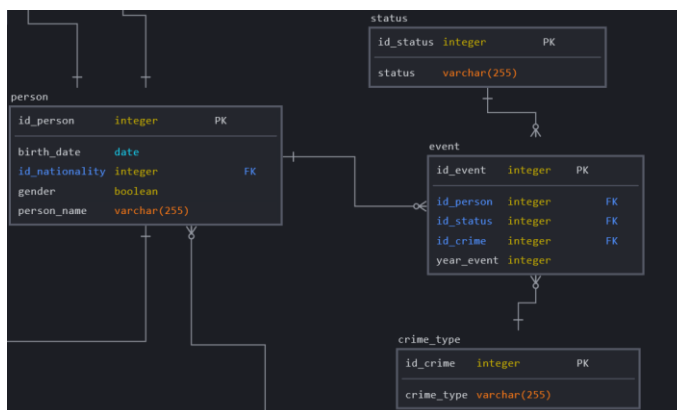 status
id_status integer PK
status varchar(255)
person
id_person integer PK
birth_date date
id_nationality integer FK
gender boolean
person_name varchar(255)
event
id_event integer PK
id_person integer FK
id_status integer FK
id_crime integer FK
year_event integer
crime_type
id_crime integer PK
crime_type varchar(255)